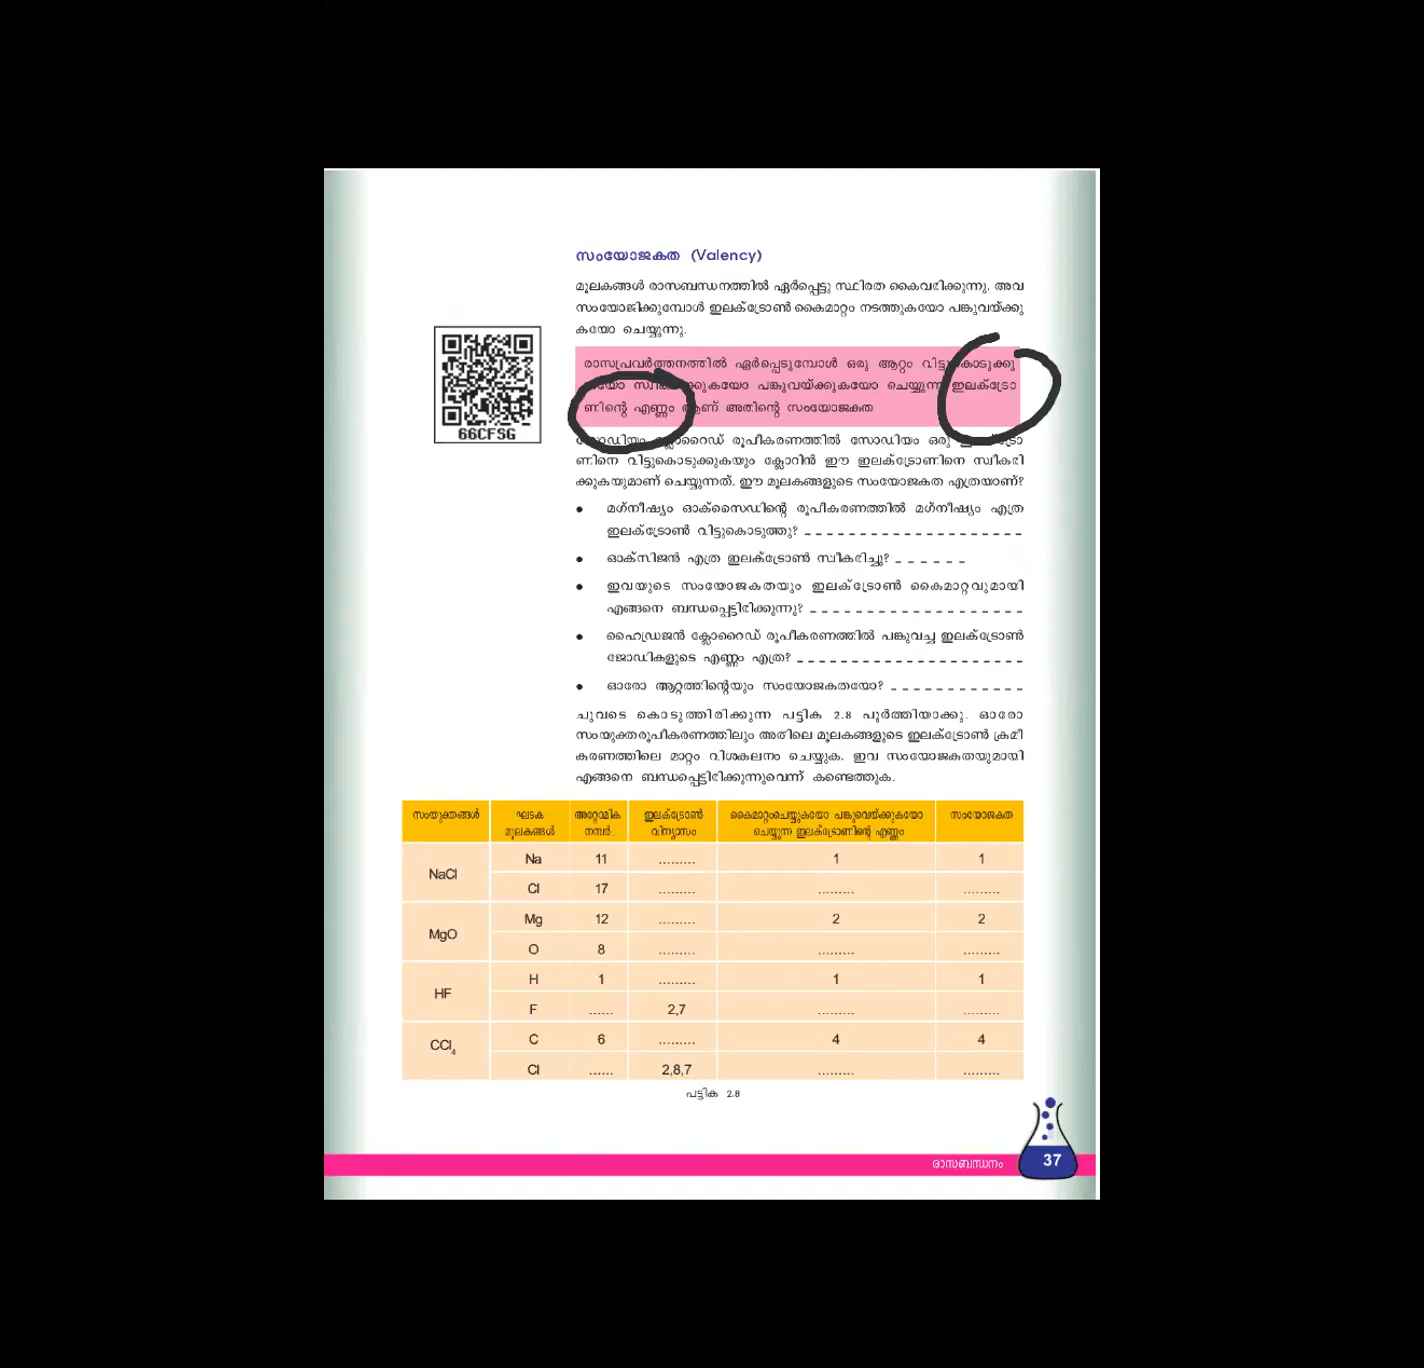 സംയോജകത (Valency)
മൂലകങ്ങൾ രാസബന്ധനത്തിൽ ഏർപ്പെട്ടു സ്ഥിരത കൈവരിക്കുന്നു. അവ
സംയോജിക്കുമ്പോൾ ഇലക്ട്രോൺ കൈമാറ്റം നടത്തുകയോ പങ്കുവയ്ക്കു
കയോ ചെയ്യുന്നു.
രാസപ്രവർത്തനത്തിൽ ഏർപ്പെടുമ്പോൾ ഒരു ആറ്റം വിട്ടുകൊടുക്കു
കയോ സ്വീകരിക്കുകയോ പങ്കുവയ്ക്കുകയോ ചെയ്യുന്ന ഇലക്ട്രോ
ണിന്റെ എണ്ണം ആണ് അതിന്റെ സംയോജകത
66CFSG
സോഡിയം ക്ലോറൈഡ് രൂപീകരണത്തിൽ സോഡിയം ഒരു ഇലക്ട്രോ
ണിനെ വിട്ടുകൊടുക്കുകയും ക്ലോറിൻ ഈ ഇലക്ട്രോണിനെ സ്വീകരി
ക്കുകയുമാണ് ചെയ്യുന്നത്. ഈ മൂലകങ്ങളുടെ സംയോജകത എത്രയാണ്?
• മഗ്നീഷ്യം ഓക്സൈഡിന്റെ രൂപീകരണത്തിൽ മഗ്നീഷ്യം എത്ര
ഇലക്ട്രോൺ വിട്ടുകൊടുത്തു? _ _ _ _ _ _ _ _ _ _ _ _ _ _ _ _ _ _ _ _
• ഓക്സിജൻ എത്ര ഇലക്ട്രോൺ സ്വീകരിച്ചു? _ _ _ _ _ _
• ഇവയുടെ സംയോജകതയും ഇലക്ട്രോൺ കൈമാറ്റവുമായി
എങ്ങനെ ബന്ധപ്പെട്ടിരിക്കുന്നു? _ _ _ _ _ _ _ _ _ _ _ _ _ _ _ _ _ _ _
• ഹൈഡ്രജൻ ക്ലോറൈഡ് രൂപീകരണത്തിൽ പങ്കുവച്ച ഇലക്ട്രോൺ
ജോഡികളുടെ എണ്ണം എത്ര? _ _ _ _ _ _ _ _ _ _ _ _ _ _ _ _ _ _ _ _ _
• ഓരോ ആറ്റത്തിന്റെയും സംയോജകതയോ? _ _ _ _ _ _ _ _ _ _ _ _
ചുവടെ കൊടുത്തിരിക്കുന്ന പട്ടിക 2.8 പൂർത്തിയാക്കു. ഓരോ
സംയുക്തരൂപീകരണത്തിലും അതിലെ മൂലകങ്ങളുടെ ഇലക്ട്രോൺ ക്രമീ
കരണത്തിലെ മാറ്റം വിശകലനം ചെയ്യുക. ഇവ സംയോജകതയുമായി
എങ്ങനെ ബന്ധപ്പെട്ടിരിക്കുന്നുവെന്ന് കണ്ടെത്തുക.
സംയുക്തങ്ങൾ ഘടക മൂലകങ്ങൾ അറ്റോമിക നമ്പർ ഇലക്ട്രോൺ വിന്യാസം കൈമാറ്റംചെയ്യുകയോ പങ്കുവെയ്ക്കുകയോ ചെയ്യുന്ന ഇലക്ട്രോണിന്റെ എണ്ണം സംയോജകത
NaCl Na 11 ......... 1 1
Cl 17 ......... ......... .........
MgO Mg 12 ......... 2 2
O 8 ......... ......... .........
HF H 1 ......... 1 1
F ...... 2,7 ......... .........
CCl₄ C 6 ......... 4 4
Cl ...... 2,8,7 ......... .........
പട്ടിക 2.8
രാസബന്ധനം 37